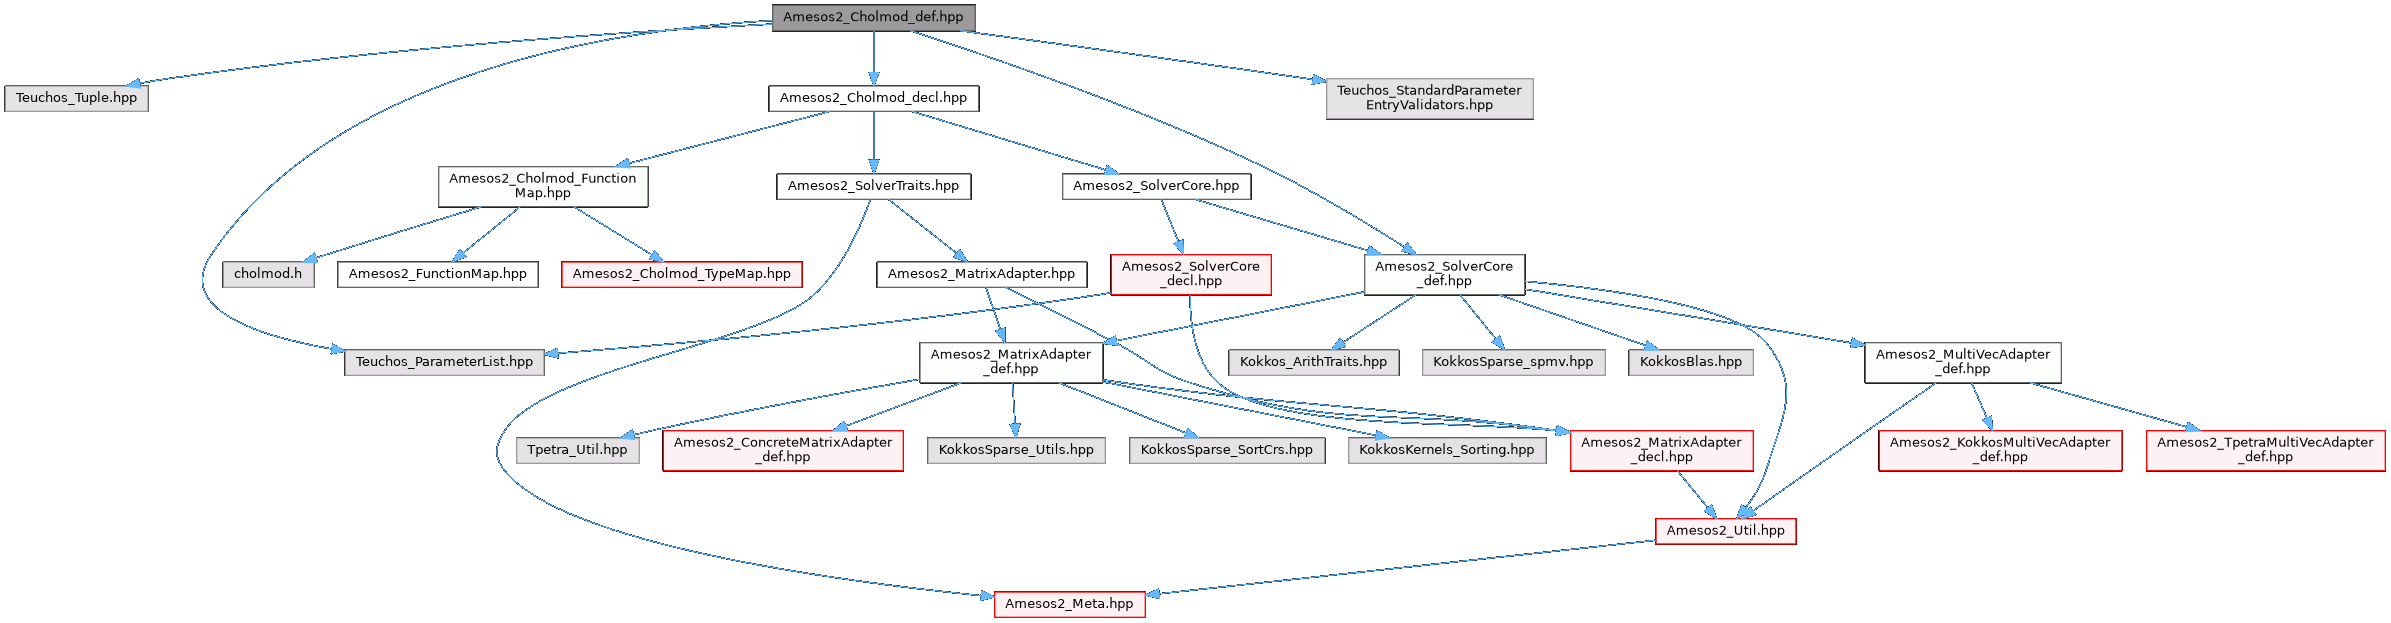 Amesos2_Cholmod_def.hpp
Teuchos_Tuple.hpp
Amesos2_Cholmod_decl.hpp
Teuchos_StandardParameter
EntryValidators.hpp
Amesos2_Cholmod_Function
Map.hpp
Amesos2_SolverTraits.hpp
Amesos2_SolverCore.hpp
cholmod.h
Amesos2_FunctionMap.hpp
Amesos2_Cholmod_TypeMap.hpp
Amesos2_MatrixAdapter.hpp
Amesos2_SolverCore
_decl.hpp
Amesos2_SolverCore
_def.hpp
Teuchos_ParameterList.hpp
Amesos2_MatrixAdapter
_def.hpp
Kokkos_ArithTraits.hpp
KokkosSparse_spmv.hpp
KokkosBlas.hpp
Amesos2_MultiVecAdapter
_def.hpp
Tpetra_Util.hpp
Amesos2_ConcreteMatrixAdapter
_def.hpp
KokkosSparse_Utils.hpp
KokkosSparse_SortCrs.hpp
KokkosKernels_Sorting.hpp
Amesos2_MatrixAdapter
_decl.hpp
Amesos2_KokkosMultiVecAdapter
_def.hpp
Amesos2_TpetraMultiVecAdapter
_def.hpp
Amesos2_Util.hpp
Amesos2_Meta.hpp